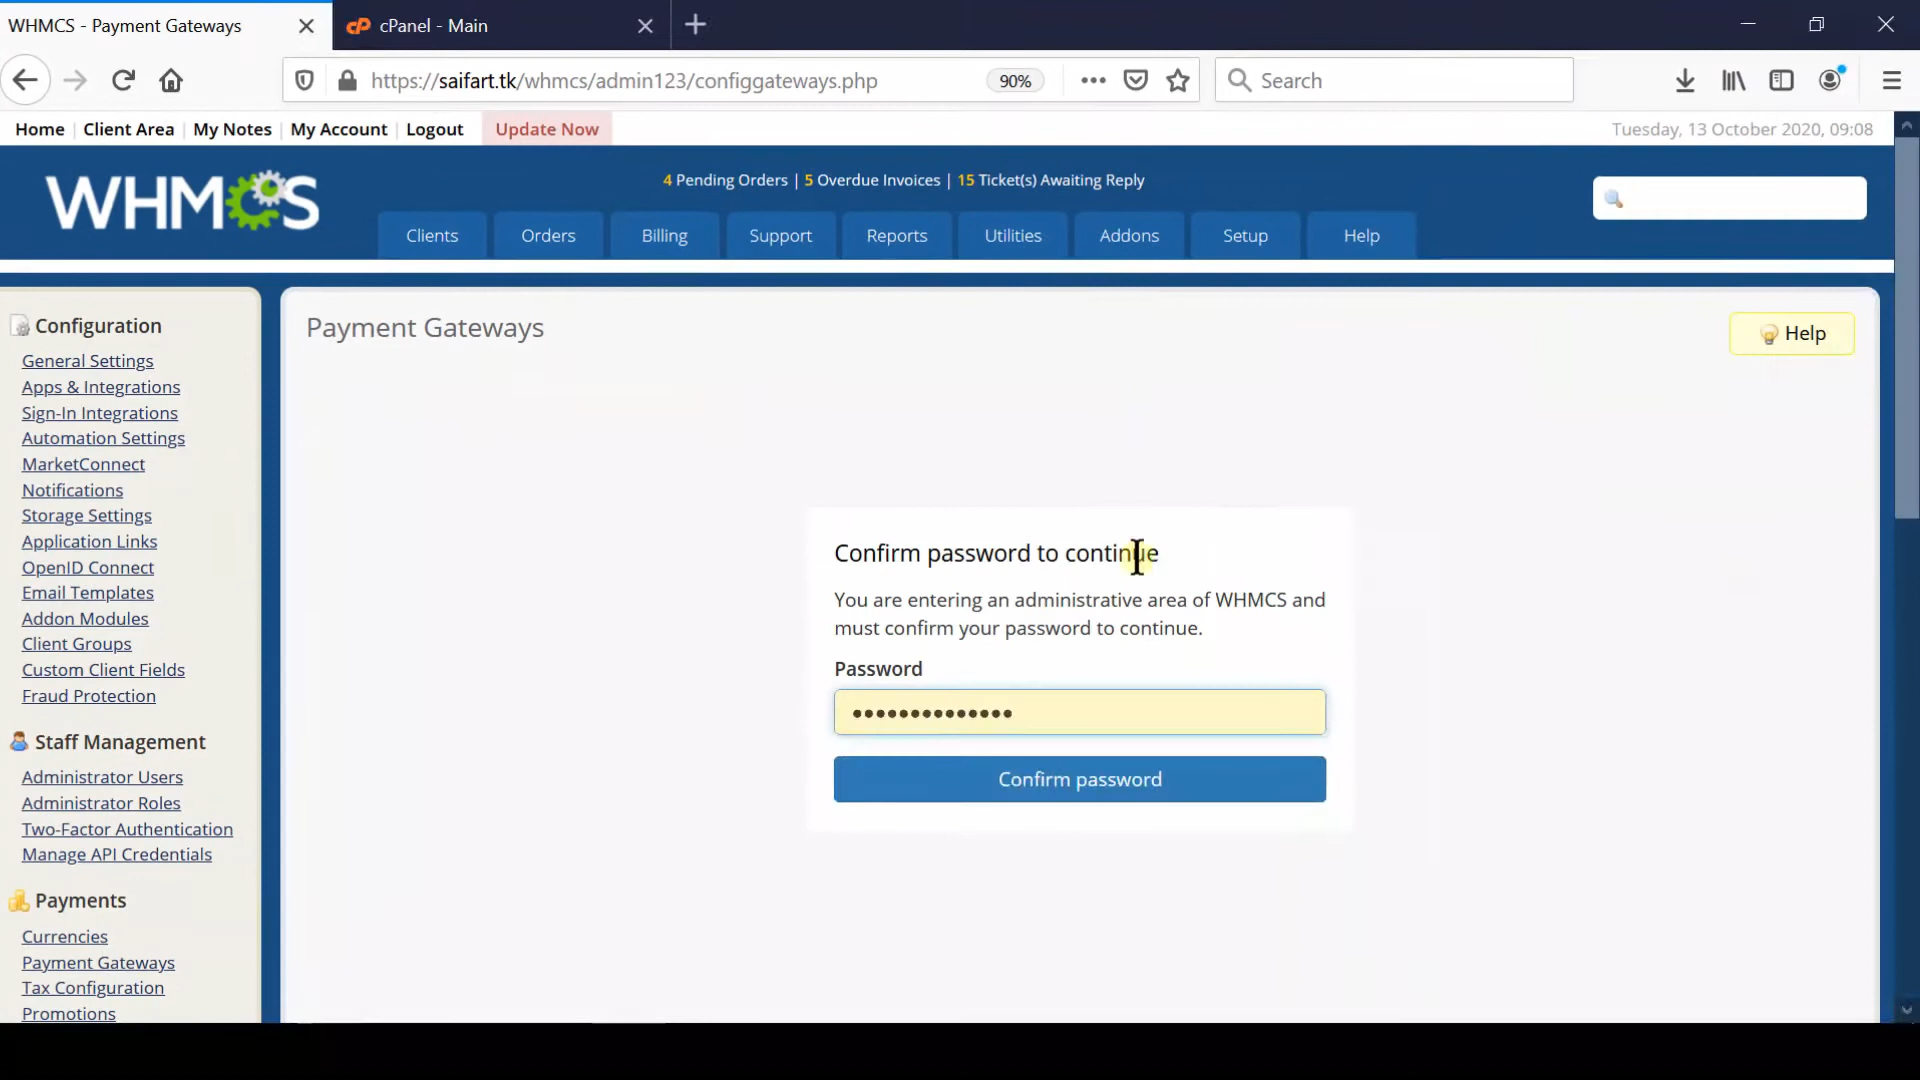 WHMCS - Payment Gateways
cP cPanel - Main
https://saifart.tk/whmcs/admin123/configgateways.php
90%
Search
Home | Client Area | My Notes | My Account | Logout
Update Now
Tuesday, 13 October 2020, 09:08
WHMCS
4 Pending Orders | 5 Overdue Invoices | 15 Ticket(s) Awaiting Reply
Clients
Orders
Billing
Support
Reports
Utilities
Addons
Setup
Help
Configuration
General Settings
Apps & Integrations
Sign-In Integrations
Automation Settings
MarketConnect
Notifications
Storage Settings
Application Links
OpenID Connect
Email Templates
Addon Modules
Client Groups
Custom Client Fields
Fraud Protection
Staff Management
Administrator Users
Administrator Roles
Two-Factor Authentication
Manage API Credentials
Payments
Currencies
Payment Gateways
Tax Configuration
Promotions
Payment Gateways
Help
Confirm password to continue
You are entering an administrative area of WHMCS and
must confirm your password to continue.
Password
Confirm password